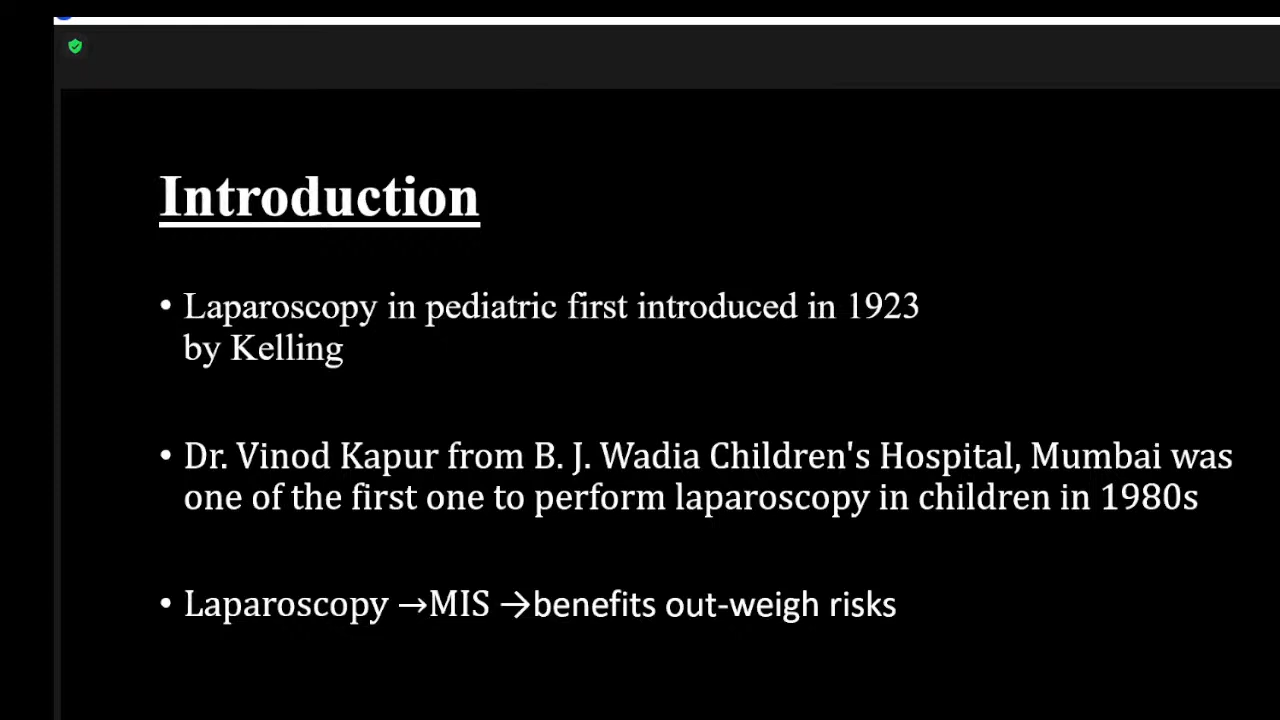 Introduction
• Laparoscopy in pediatric first introduced in 1923
by Kelling
• Dr. Vinod Kapur from B. J. Wadia Children's Hospital, Mumbai was
one of the first one to perform laparoscopy in children in 1980s
• Laparoscopy →MIS →benefits out-weigh risks